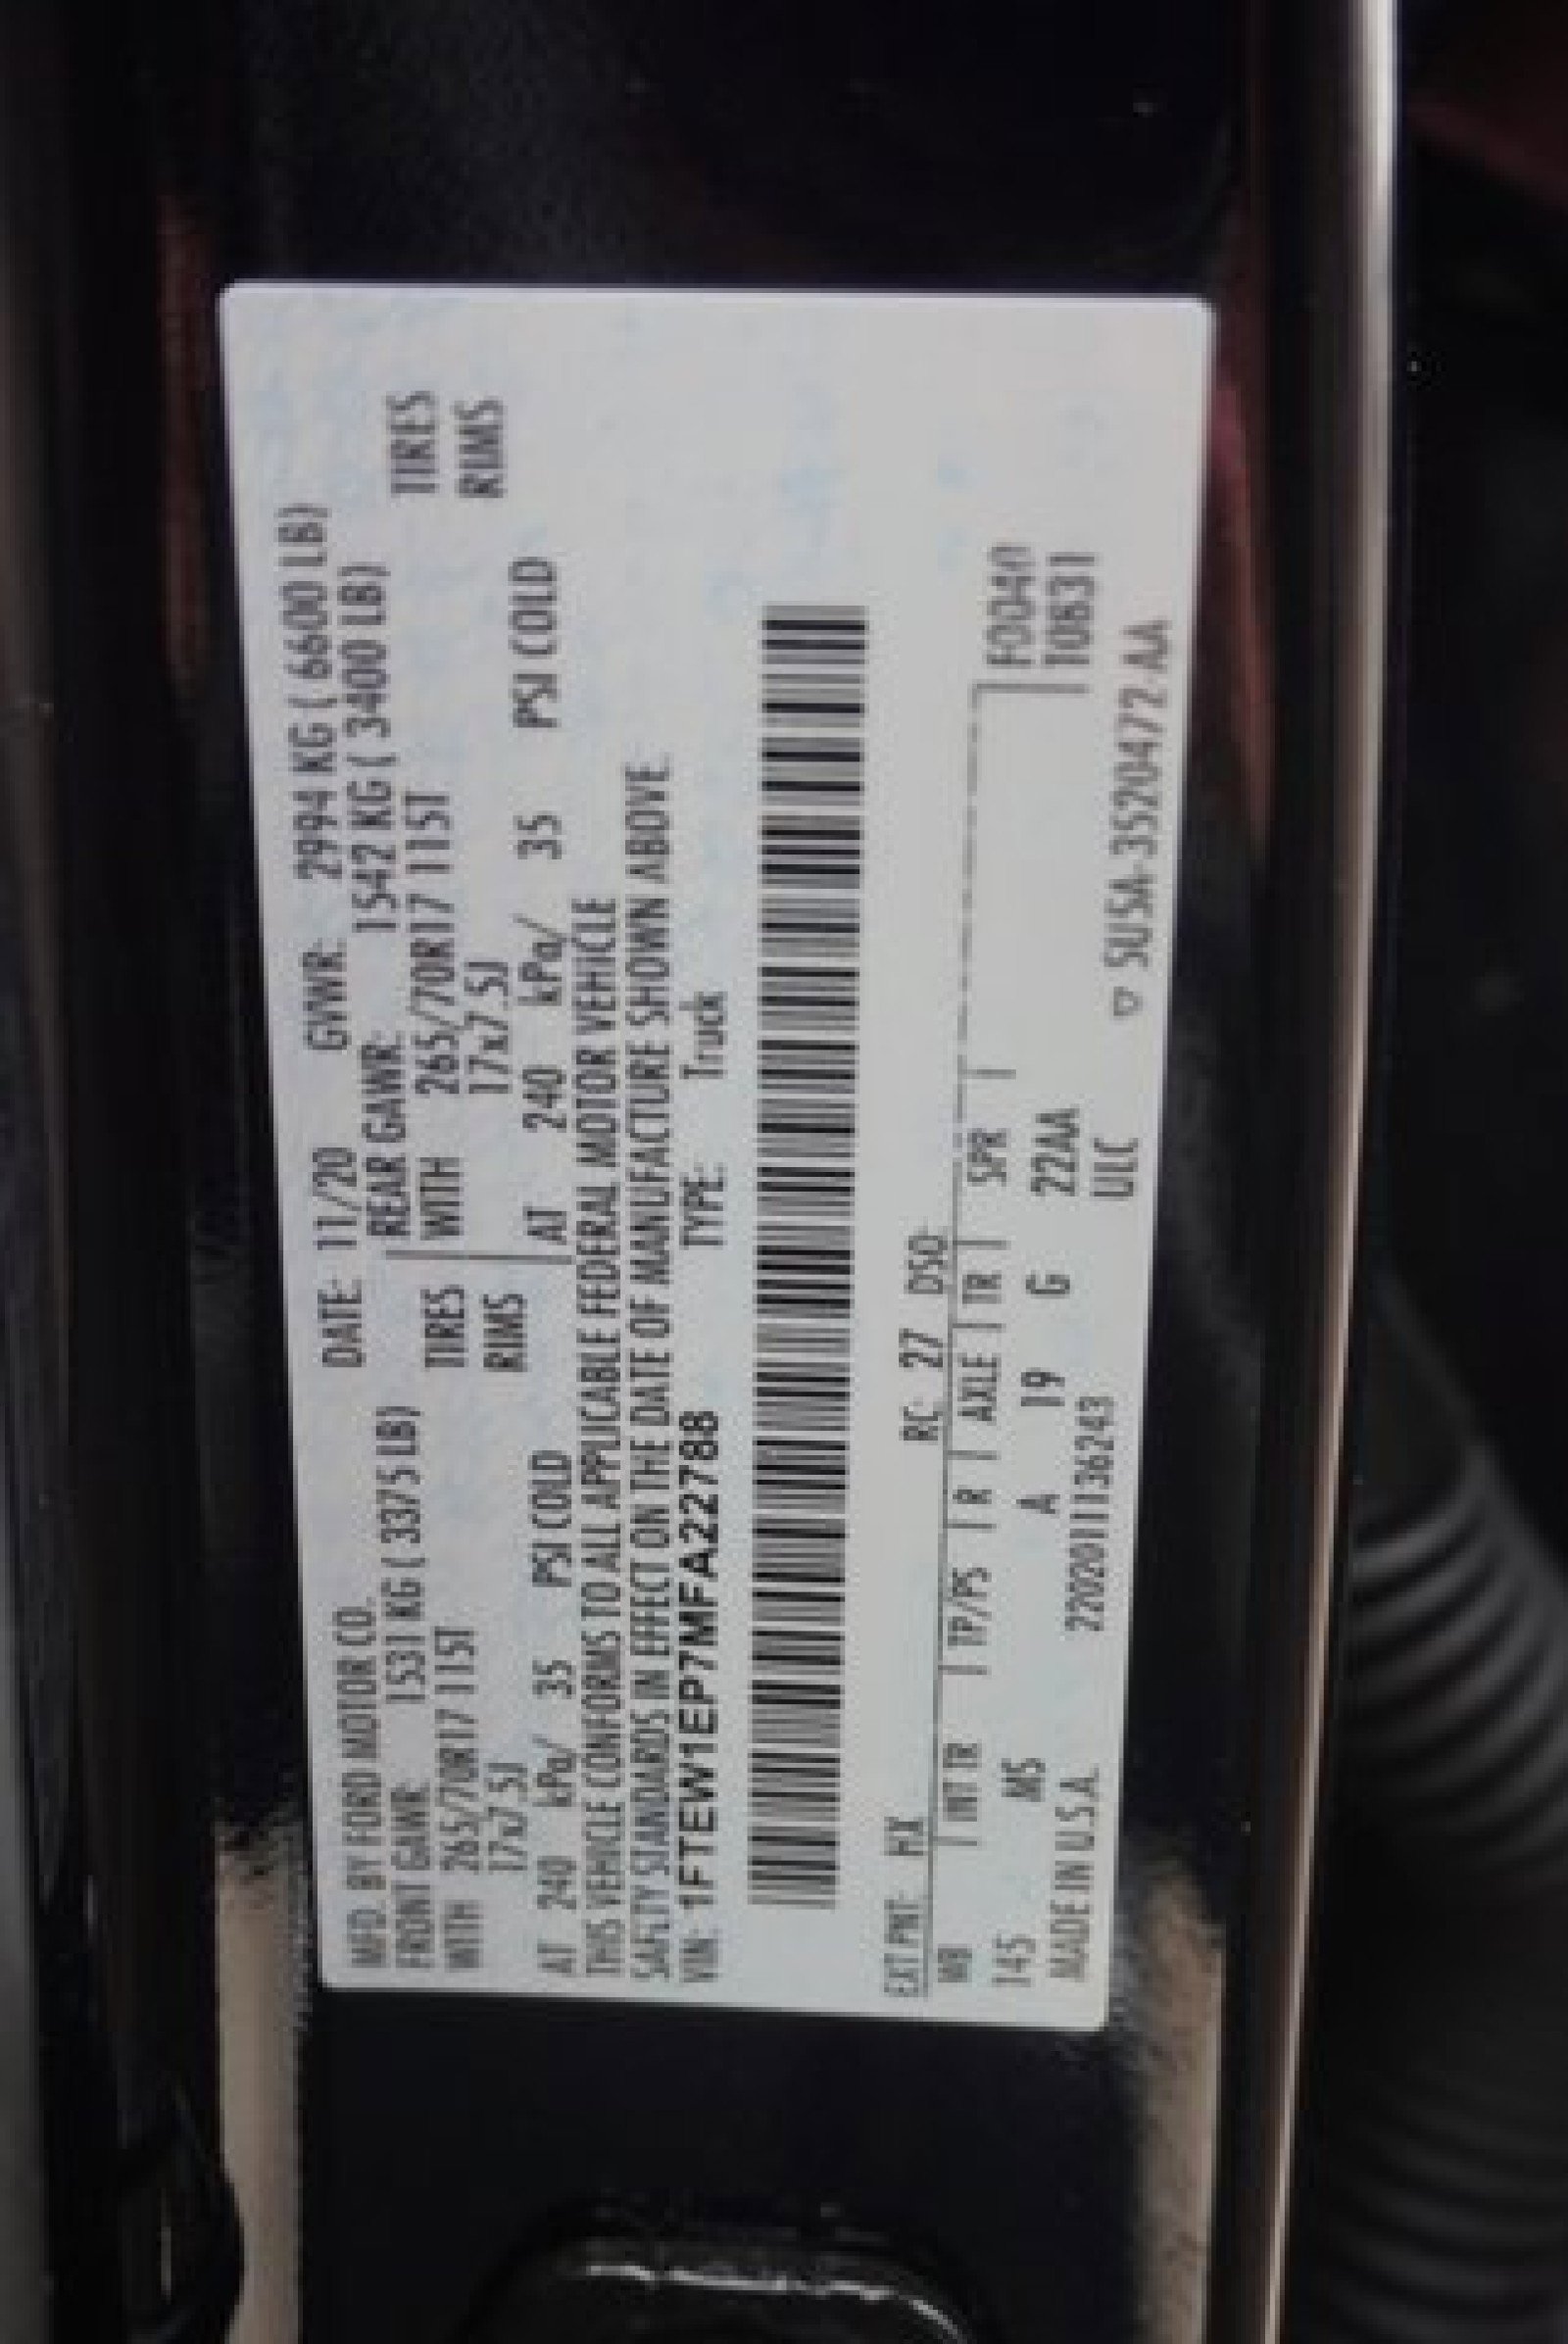 MFD. BY FORD MOTOR CO. DATE: 11/20 GVWR: 2994 KG ( 6600 LB)
FRONT GAWR: 1531 KG ( 3375 LB) REAR GAWR: 1542 KG ( 3400 LB)
WITH 265/70R17 115T TIRES WITH 265/70R17 115T TIRES
17x7.5J RIMS 17x7.5J RIMS
AT 240 kPa/ 35 PSI COLD AT 240 kPa/ 35 PSI COLD
THIS VEHICLE CONFORMS TO ALL APPLICABLE FEDERAL MOTOR VEHICLE
SAFETY STANDARDS IN EFFECT ON THE DATE OF MANUFACTURE SHOWN ABOVE.
VIN: 1FTEW1EP7MFA22788 TYPE: Truck
EXT PNT: HX RC: 27 DSO:
WB INT TR TP/PS R AXLE TR SPR
145 MS A 19 G 22AA
F0040
T0831
MADE IN U.S.A. 2202011136243 ULC
▽ 5U5A-3520472-AA